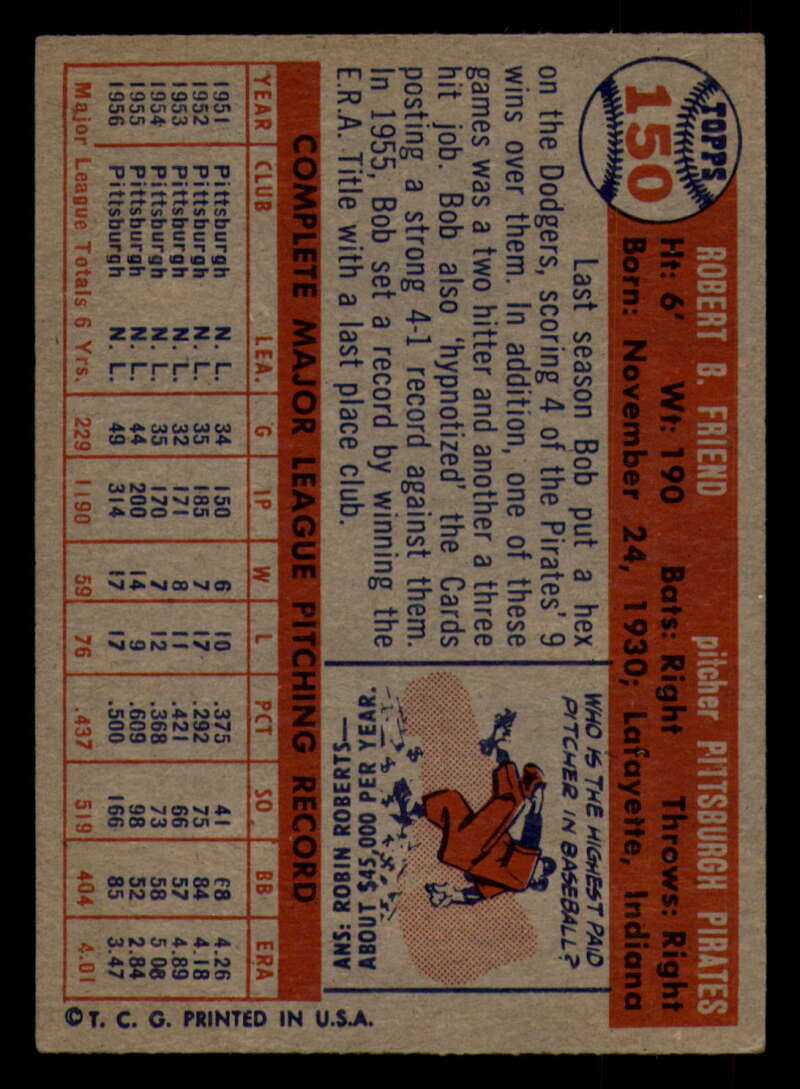 TOPPS
150
ROBERT B. FRIEND pitcher PITTSBURGH PIRATES
Ht: 6' Wt: 190 Bats: Right Throws: Right
Born: November 24, 1930; Lafayette, Indiana
Last season Bob put a hex
on the Dodgers, scoring 4 of the Pirates' 9
wins over them. In addition, one of these
games was a two hitter and another a three
hit job. Bob also 'hypnotized' the Cards
posting a strong 4-1 record against them.
In 1955, Bob set a record by winning the
E.R.A. Title with a last place club.
WHO IS THE HIGHEST PAID
PITCHER IN BASEBALL?
ANS: ROBIN ROBERTS—
ABOUT $45,000 PER YEAR.
COMPLETE MAJOR LEAGUE PITCHING RECORD
YEAR CLUB LEA. G IP W L PCT SO BB ERA
1951 Pittsburgh N. L. 34 150 6 10 .375 41 68 4.26
1952 Pittsburgh N. L. 35 185 7 17 .292 75 84 4.18
1953 Pittsburgh N. L. 32 171 8 11 .421 66 57 4.89
1954 Pittsburgh N. L. 35 170 7 12 .368 73 58 5.08
1955 Pittsburgh N. L. 44 200 14 9 .609 98 52 2.84
1956 Pittsburgh N. L. 49 314 17 17 .500 166 85 3.47
Major League Totals 6 Yrs. 229 1190 59 76 .437 519 404 4.01
© T. C. G. PRINTED IN U.S.A.